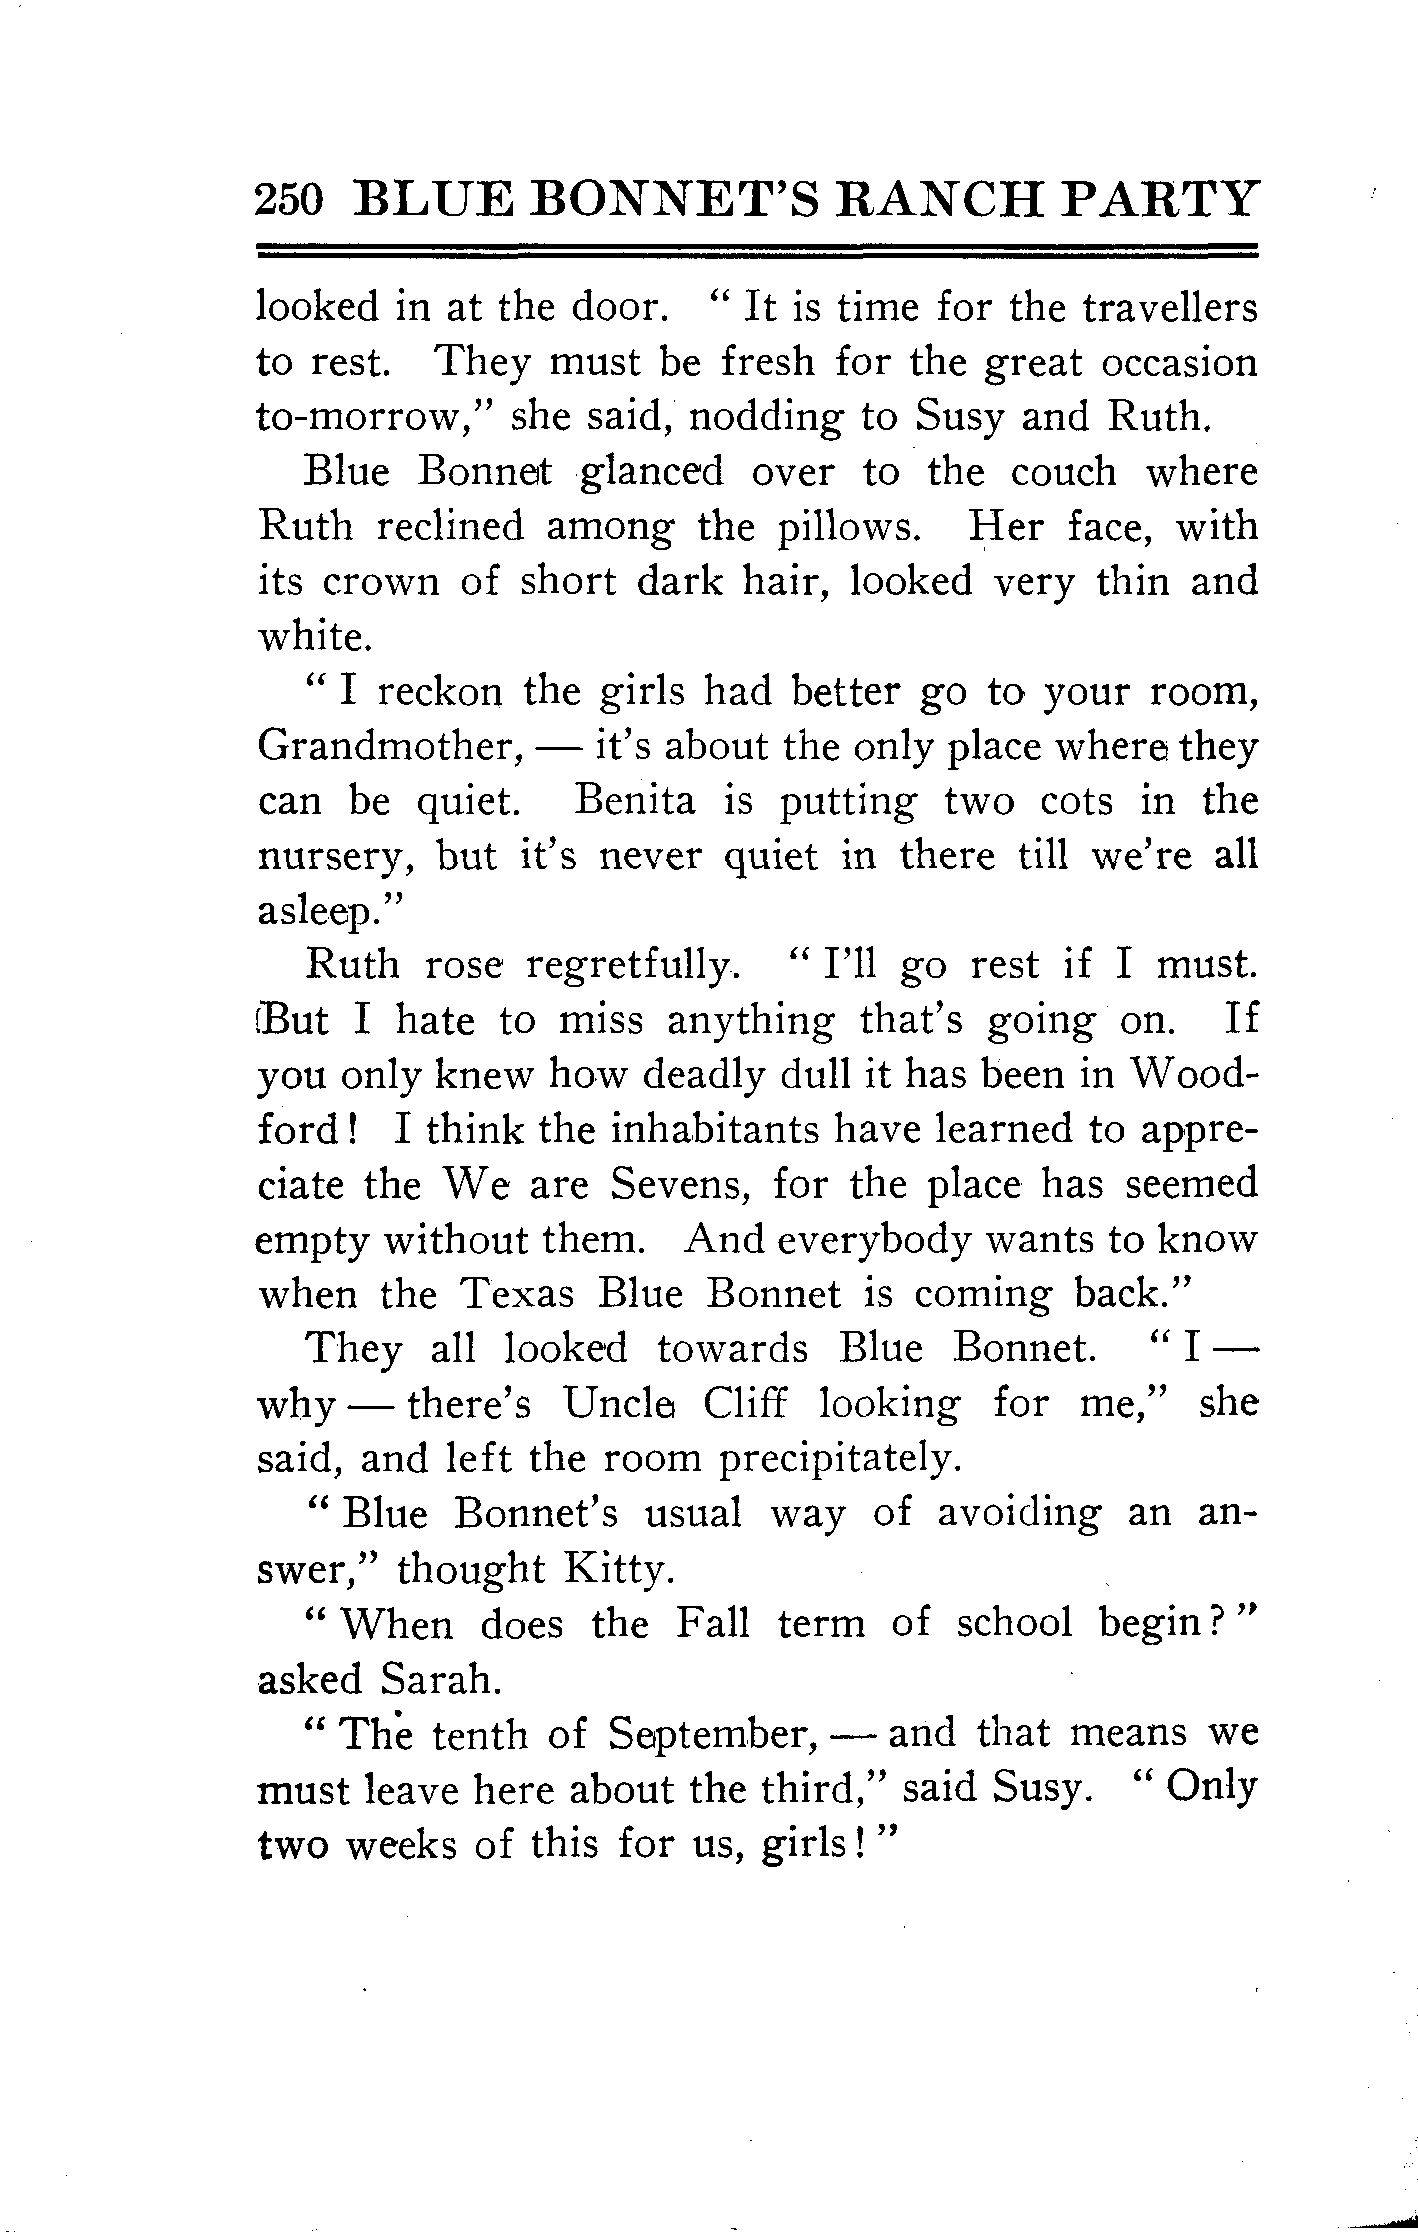 250 BLUE BONNET'S RANCH PARTY
looked in at the door. “ It is time for the travellers
to rest. They must be fresh for the great occasion
to-morrow,” she said, nodding to Susy and Ruth.
Blue Bonnet glanced over to the couch where
Ruth reclined among the pillows. Her face, with
its crown of short dark hair, looked very thin and
white.
“ I reckon the girls had better go to your room,
Grandmother, — it's about the only place where they
can be quiet. Benita is putting two cots in the
nursery, but it's never quiet in there till we're all
asleep.”
Ruth rose regretfully. “ I'll go rest if I must.
But I hate to miss anything that's going on. If
you only knew how deadly dull it has been in Wood-
ford! I think the inhabitants have learned to appre-
ciate the We are Sevens, for the place has seemed
empty without them. And everybody wants to know
when the Texas Blue Bonnet is coming back.”
They all looked towards Blue Bonnet. “ I —
why — there's Uncle Cliff looking for me,” she
said, and left the room precipitately.
“ Blue Bonnet's usual way of avoiding an an-
swer,” thought Kitty.
“ When does the Fall term of school begin? ”
asked Sarah.
“ The tenth of September, — and that means we
must leave here about the third,” said Susy. “ Only
two weeks of this for us, girls! ”